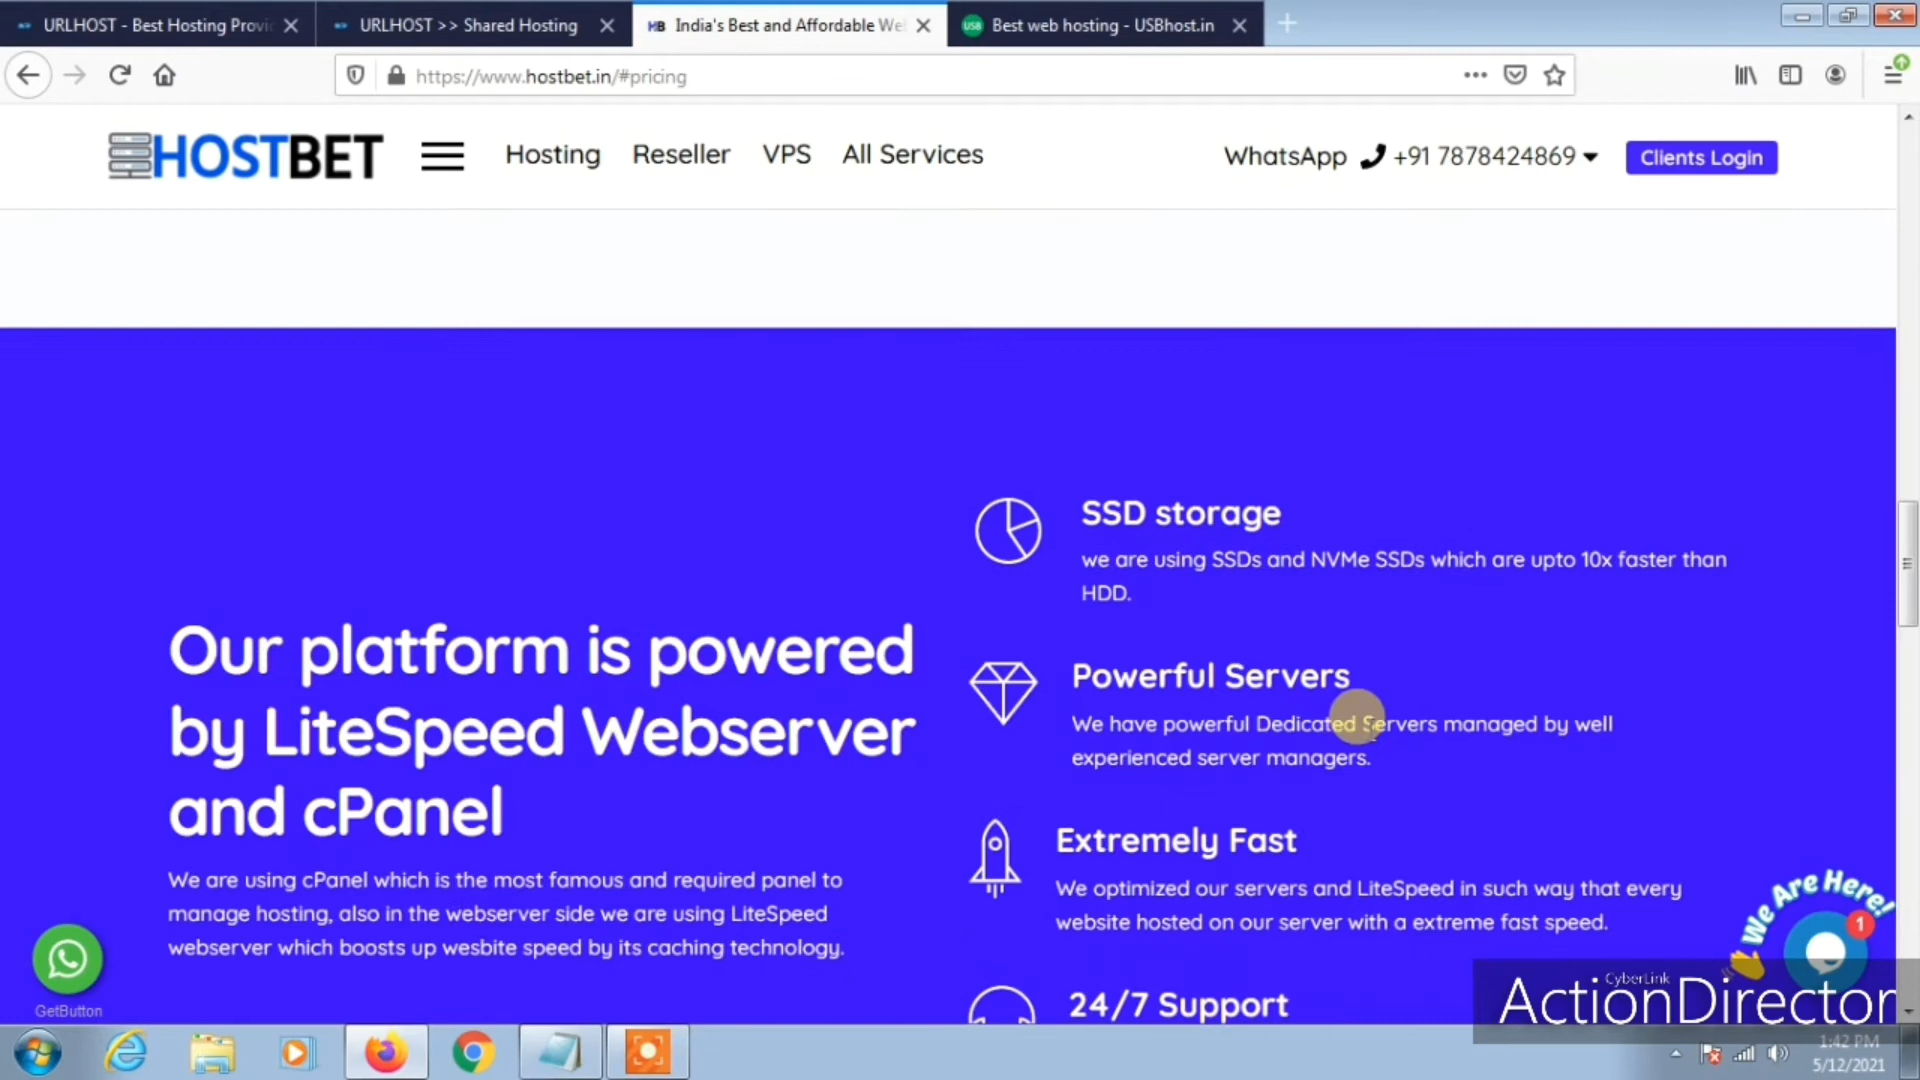 URLHOST - Best Hosting Provi
URLHOST >> Shared Hosting
HB India's Best and Affordable We
USB Best web hosting - USBhost.in
https://www.hostbet.in/#pricing
HOSTBET
Hosting
Reseller
VPS
All Services
WhatsApp +91 7878424869
Clients Login
Our platform is powered
by LiteSpeed Webserver
and cPanel
We are using cPanel which is the most famous and required panel to
manage hosting, also in the webserver side we are using LiteSpeed
webserver which boosts up wesbite speed by its caching technology.
SSD storage
we are using SSDs and NVMe SSDs which are upto 10x faster than
HDD.
Powerful Servers
We have powerful Dedicated Servers managed by well
experienced server managers.
Extremely Fast
We optimized our servers and LiteSpeed in such way that every
website hosted on our server with a extreme fast speed.
24/7 Support
GetButton
We Are Here!
1
CyberLink
ActionDirector
1:42 PM
5/12/2021